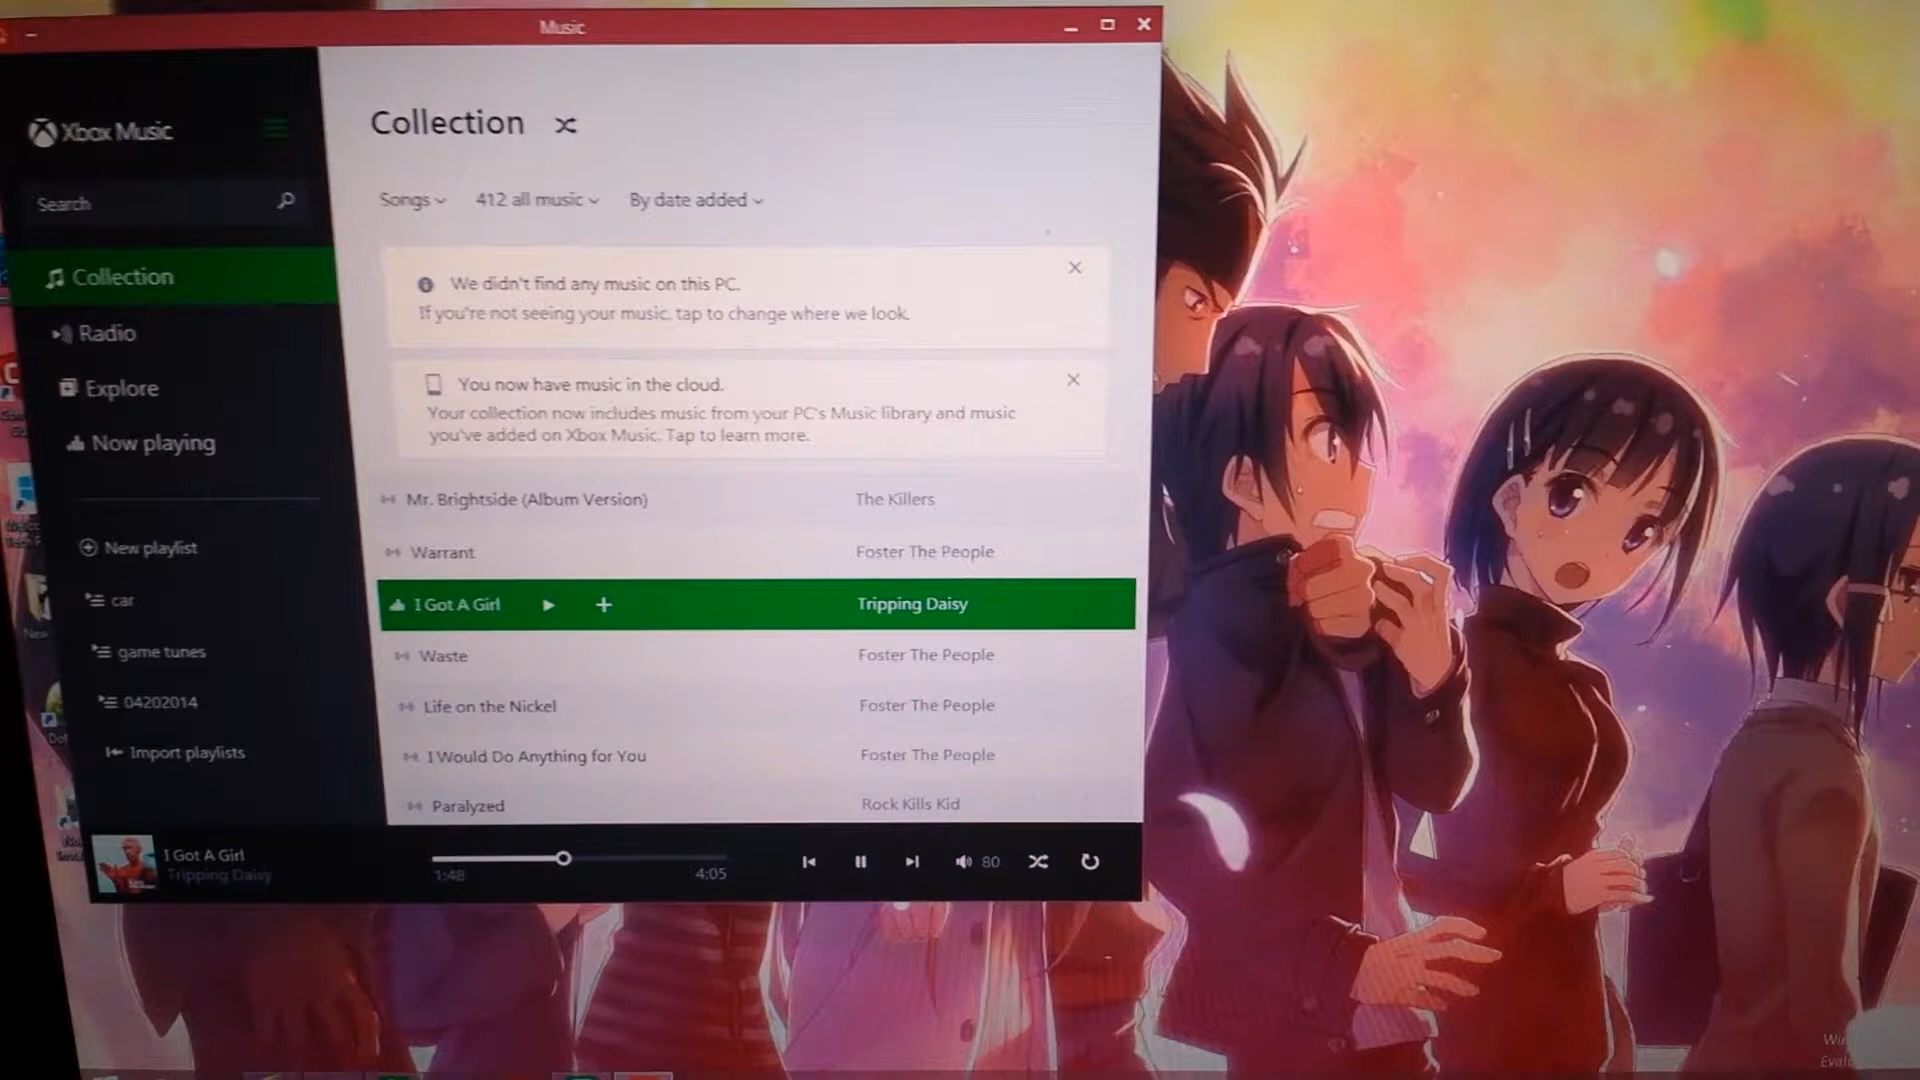 Music
Xbox Music
Search
Collection
Radio
Explore
Now playing
New playlist
car
game tunes
04202014
Import playlists
Collection
Songs
412 all music
By date added
We didn't find any music on this PC.
If you're not seeing your music, tap to change where we look.
You now have music in the cloud.
Your collection now includes music from your PC's Music library and music
you've added on Xbox Music. Tap to learn more.
Mr. Brightside (Album Version) The Killers
Warrant Foster The People
I Got A Girl Tripping Daisy
Waste Foster The People
Life on the Nickel Foster The People
I Would Do Anything for You Foster The People
Paralyzed Rock Kills Kid
I Got A Girl
Tripping Daisy
1:48
4:05
80